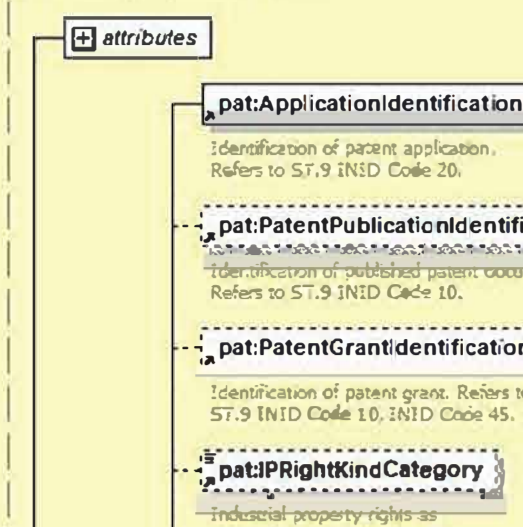 attributes
pat:ApplicationIdentification
Identification of patent application.
Refers to ST.9 INID Code 20.
pat:PatentPublicationIdentifi
Identification of published patent docu
Refers to ST.9 INID Code 10.
pat:PatentGrantIdentification
Identification of patent grant. Refers to
ST.9 INID Code 10, INID Code 45.
pat:IPRightKindCategory
Industrial property rights as